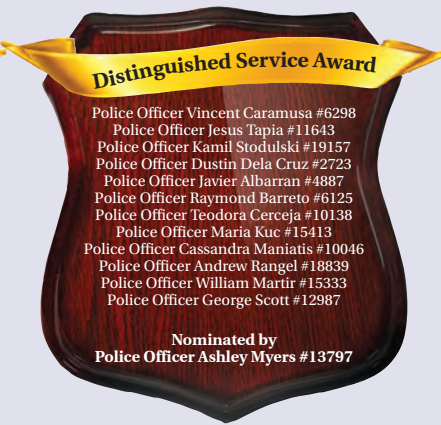 Distinguished Service Award
Police Officer Vincent Caramusa #6298
Police Officer Jesus Tapia #11643
Police Officer Kamil Stodulski #19157
Police Officer Dustin Dela Cruz #2723
Police Officer Javier Albarran #4887
Police Officer Raymond Barreto #6125
Police Officer Teodora Cerceja #10138
Police Officer Maria Kuc #15413
Police Officer Cassandra Maniatis #10046
Police Officer Andrew Rangel #18839
Police Officer William Martir #15333
Police Officer George Scott #12987
Nominated by
Police Officer Ashley Myers #13797